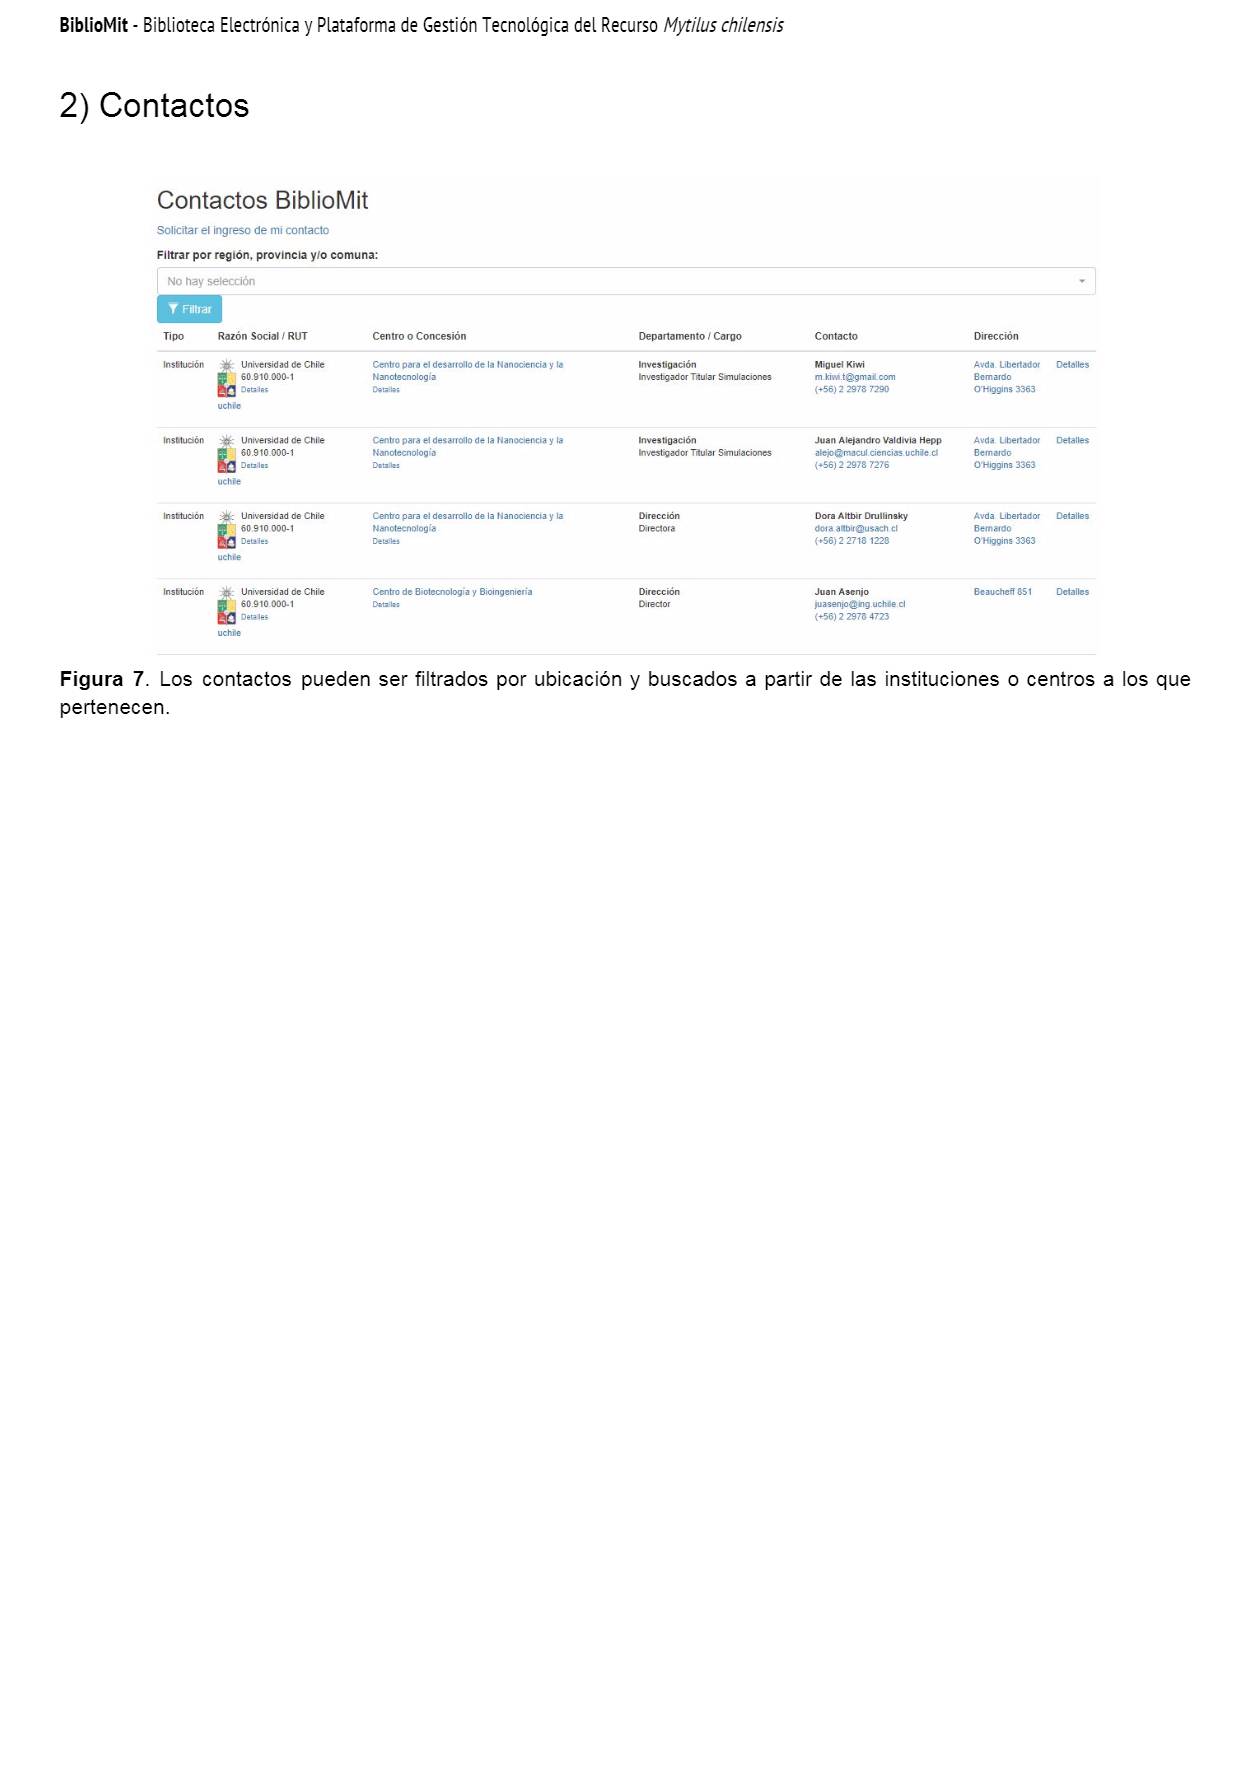 BiblioMit - Biblioteca Electrónica y Plataforma de Gestión Tecnológica del Recurso Mytilus chilensis
2) Contactos
Contactos BiblioMit
Solicitar el ingreso de mi contacto
Filtrar por región, provincia y/o comuna:
No hay selección
Filtrar
Tipo Razón Social / RUT Centro o Concesión Departamento / Cargo Contacto Dirección
Institución Universidad de Chile Centro para el desarrollo de la Nanociencia y la Investigación Miguel Kiwi Avda. Libertador Detalles
60.910.000-1 Nanotecnología Investigador Titular Simulaciones m.kiwi.t@gmail.com Bernardo
Detalles Detalles (+56) 2 2978 7290 O'Higgins 3363
uchile
Institución Universidad de Chile Centro para el desarrollo de la Nanociencia y la Investigación Juan Alejandro Valdivia Hepp Avda. Libertador Detalles
60.910.000-1 Nanotecnología Investigador Titular Simulaciones alejo@macul.ciencias.uchile.cl Bernardo
Detalles Detalles (+56) 2 2978 7276 O'Higgins 3363
uchile
Institución Universidad de Chile Centro para el desarrollo de la Nanociencia y la Dirección Dora Altbir Drullinsky Avda. Libertador Detalles
60.910.000-1 Nanotecnología Directora dora.altbir@usach.cl Bernardo
Detalles Detalles (+56) 2 2718 1228 O'Higgins 3363
uchile
Institución Universidad de Chile Centro de Biotecnología y Bioingeniería Dirección Juan Asenjo Beaucheff 851 Detalles
60.910.000-1 Detalles Director juasenjo@ing.uchile.cl
Detalles (+56) 2 2978 4723
uchile
Figura 7. Los contactos pueden ser filtrados por ubicación y buscados a partir de las instituciones o centros a los que
pertenecen.